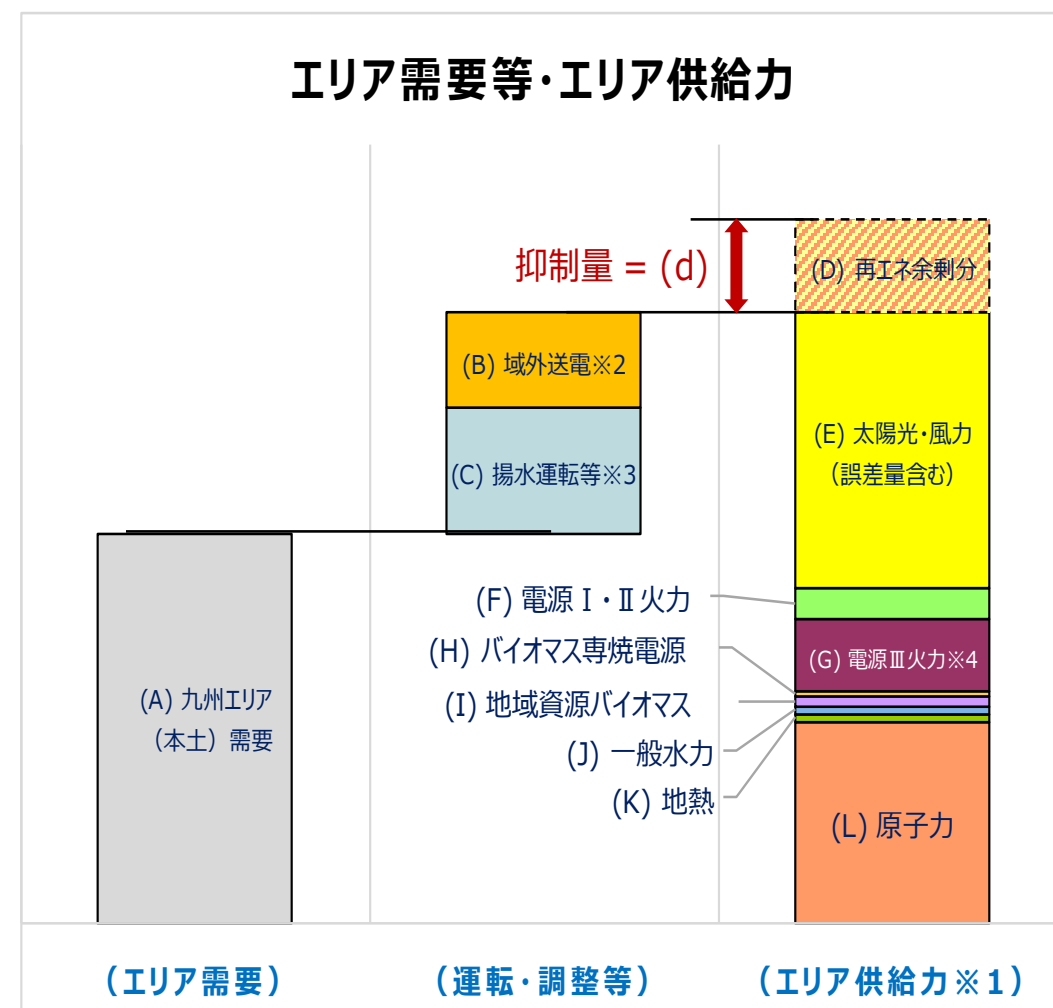 エリア需要等・エリア供給力
抑制量 = (d)
(D) 再エネ余剰分
(B) 域外送電※2
(C) 揚水運転等※3
(E) 太陽光・風力
（誤差量含む）
(F) 電源Ⅰ・Ⅱ火力
(H) バイオマス専焼電源
(G) 電源Ⅲ火力※4
(A) 九州エリア
（本土）需要
(I) 地域資源バイオマス
(J) 一般水力
(K) 地熱
(L) 原子力
（エリア需要）
（運転・調整等）
（エリア供給力※1）